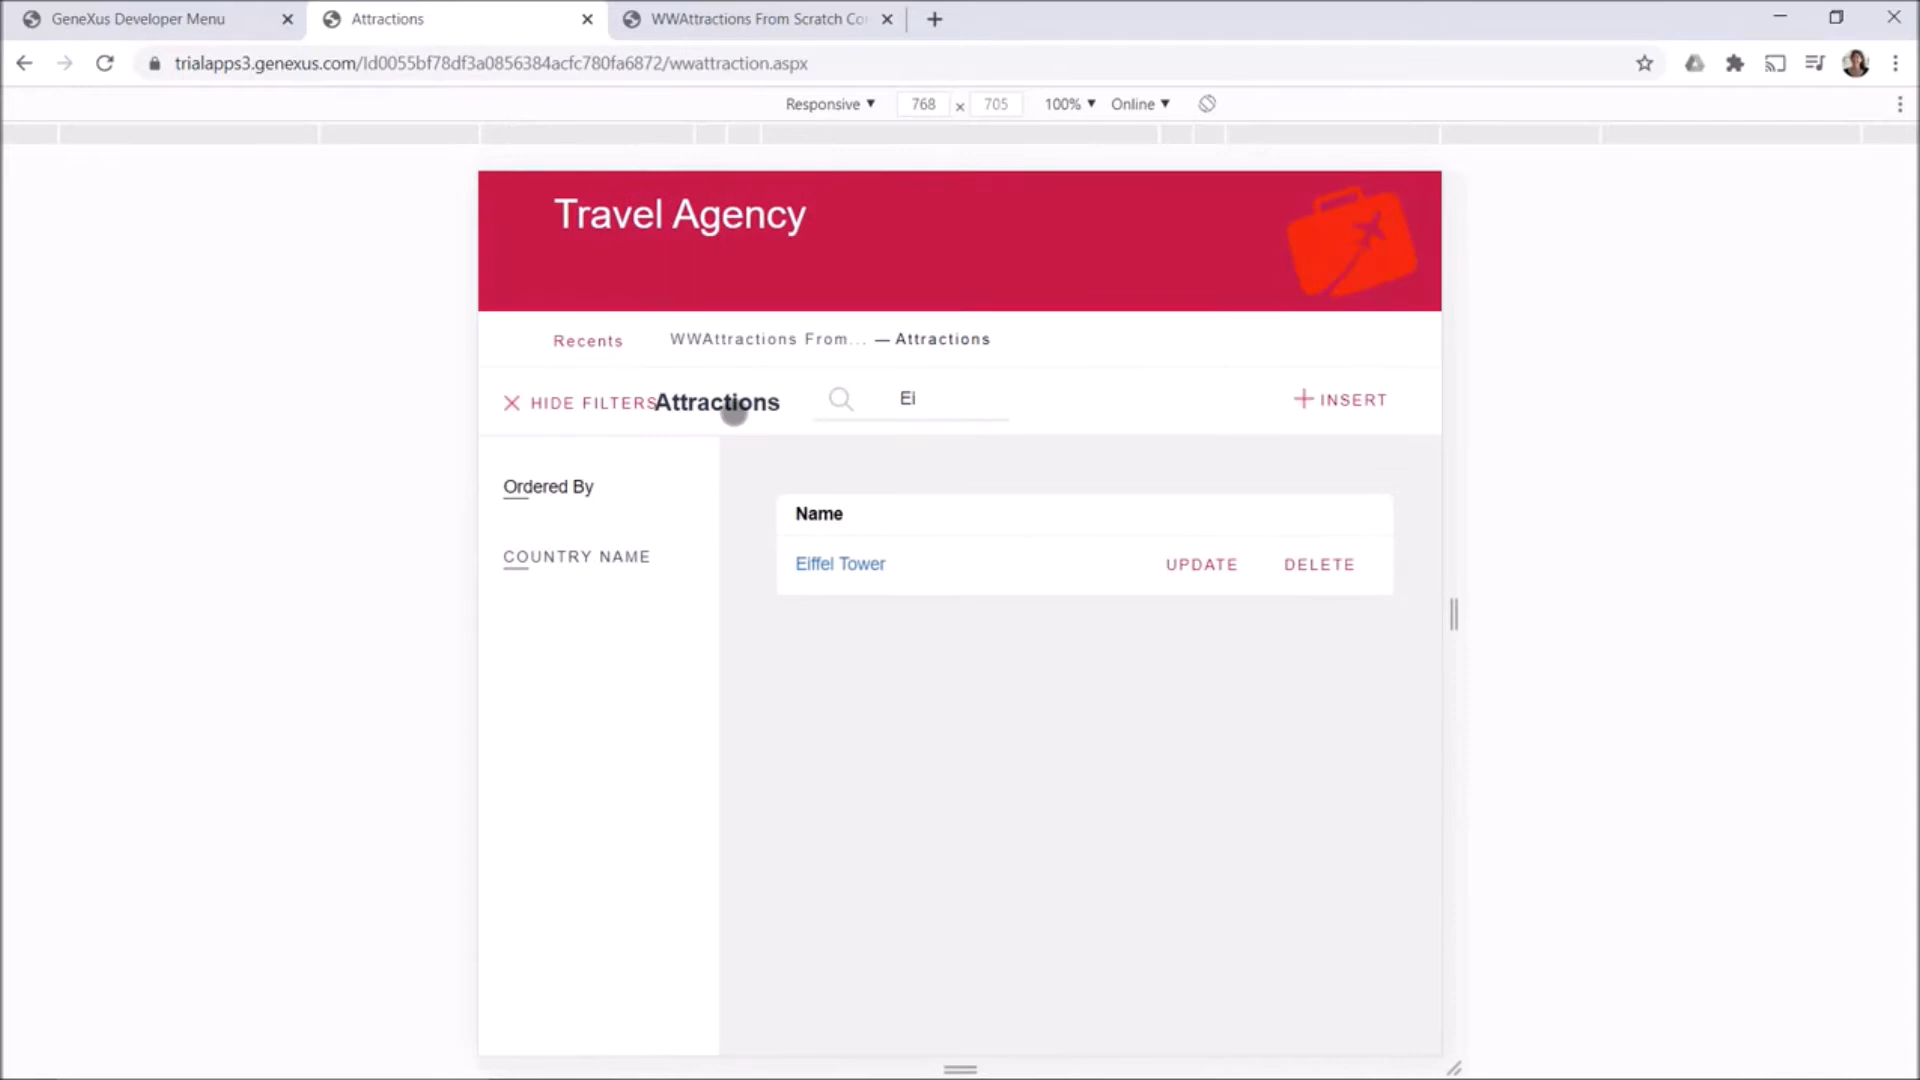 GeneXus Developer Menu
Attractions
WWAttractions From Scratch Co
trialapps3.genexus.com/Id0055bf78df3a0856384acfc780fa6872/wwattraction.aspx
Responsive ▼ 768 x 705 100% ▼ Online ▼
Travel Agency
Recents WWAttractions From... — Attractions
HIDE FILTERS Attractions Ei INSERT
Ordered By
COUNTRY NAME
Name
Eiffel Tower UPDATE DELETE